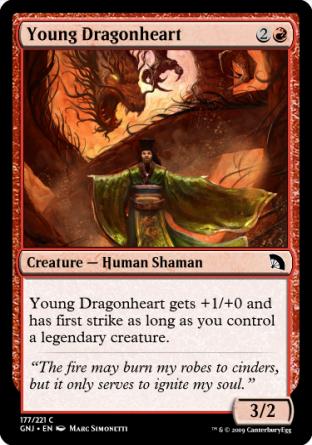 Young Dragonheart 2
Creature — Human Shaman
Young Dragonheart gets +1/+0 and
has first strike as long as you control
a legendary creature.
“The fire may burn my robes to cinders,
but it only serves to ignite my soul.”
3/2
177/221 C
GNJ • EN Marc Simonetti
™ & © 2019 CanterburyEgg